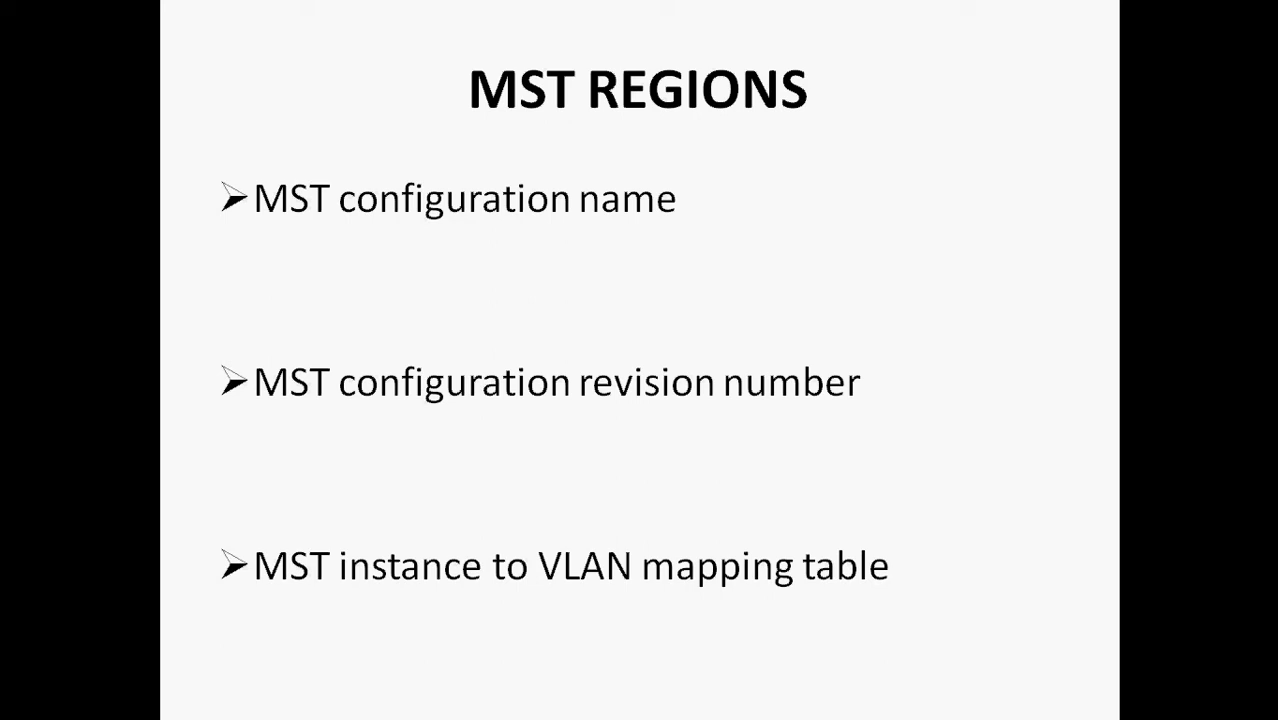 MST REGIONS
➢MST configuration name
➢MST configuration revision number
➢MST instance to VLAN mapping table